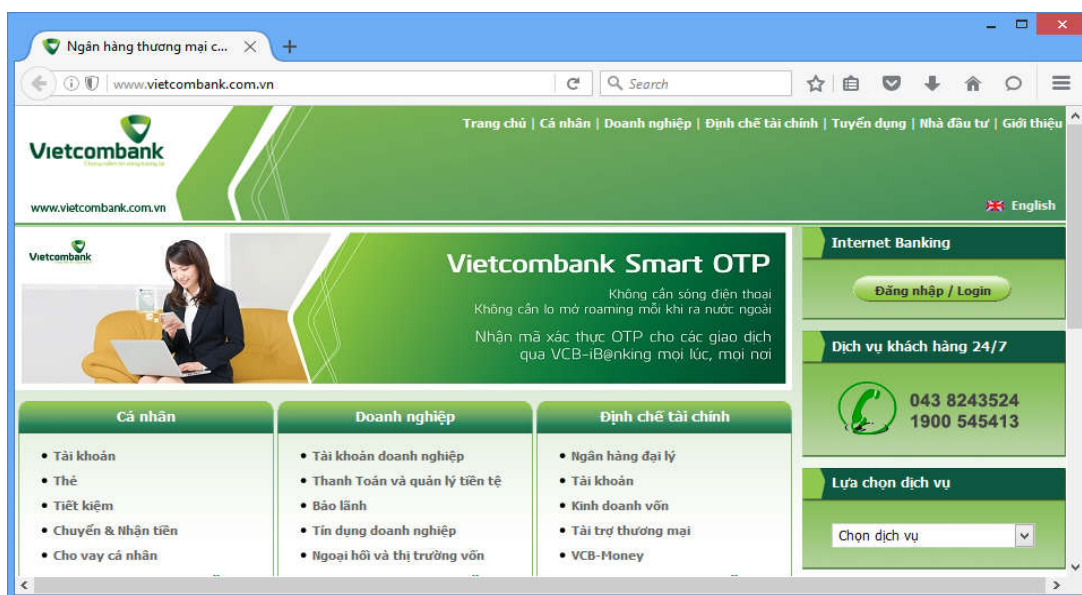 Ngân hàng thương mại c...
www.vietcombank.com.vn
Search
Trang chủ | Cá nhân | Doanh nghiệp | Định chế tài chính | Tuyển dụng | Nhà đầu tư | Giới thiệu
Vietcombank
www.vietcombank.com.vn
English
Vietcombank
Vietcombank Smart OTP
Không cần sóng điện thoại
Không cần lo mở roaming mỗi khi ra nước ngoài
Nhận mã xác thực OTP cho các giao dịch
qua VCB-iB@nking mọi lúc, mọi nơi
Internet Banking
Đăng nhập / Login
Dịch vụ khách hàng 24/7
043 8243524
1900 545413
Cá nhân
Tài khoản
Thẻ
Tiết kiệm
Chuyển & Nhận tiền
Cho vay cá nhân
Doanh nghiệp
Tài khoản doanh nghiệp
Thanh Toán và quản lý tiền tệ
Bảo lãnh
Tín dụng doanh nghiệp
Ngoại hối và thị trường vốn
Định chế tài chính
Ngân hàng đại lý
Tài khoản
Kinh doanh vốn
Tài trợ thương mại
VCB-Money
Lựa chọn dịch vụ
Chọn dịch vụ